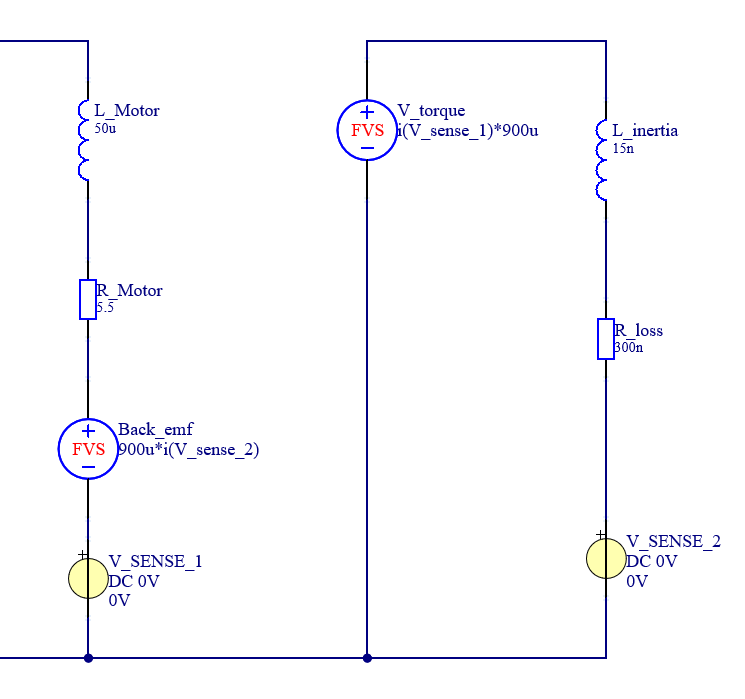 L_Motor
50u
R_Motor
5.5
Back_emf
FVS
900u*i(V_sense_2)
V_SENSE_1
DC 0V
0V
V_torque
FVS
i(V_sense_1)*900u
L_inertia
15n
R_loss
300n
V_SENSE_2
DC 0V
0V